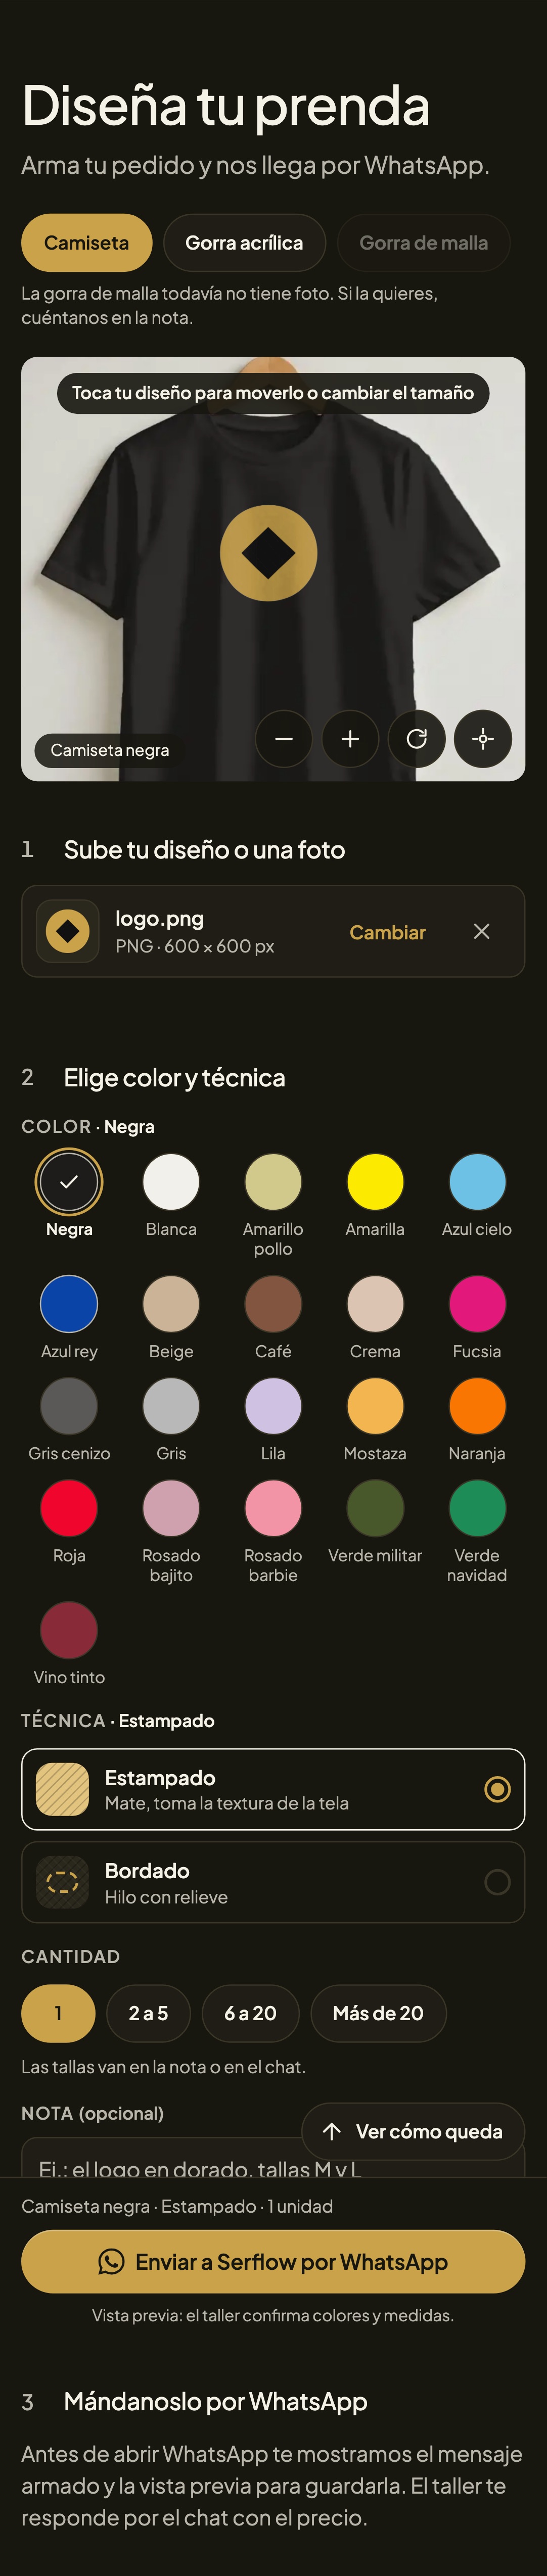 Diseña tu prenda
Arma tu pedido y nos llega por WhatsApp.
Camiseta
Gorra acrílica
Gorra de malla
La gorra de malla todavía no tiene foto. Si la quieres,
cuéntanos en la nota.
Toca tu diseño para moverlo o cambiar el tamaño
Camiseta negra
1 Sube tu diseño o una foto
logo.png
PNG · 600 × 600 px
Cambiar
2 Elige color y técnica
COLOR · Negra
Negra
Blanca
Amarillo
pollo
Amarilla
Azul cielo
Azul rey
Beige
Café
Crema
Fucsia
Gris cenizo
Gris
Lila
Mostaza
Naranja
Roja
Rosado
bajito
Rosado
barbie
Verde militar
Verde
navidad
Vino tinto
TÉCNICA · Estampado
Estampado
Mate, toma la textura de la tela
Bordado
Hilo con relieve
CANTIDAD
1
2 a 5
6 a 20
Más de 20
Las tallas van en la nota o en el chat.
NOTA (opcional)
Ver cómo queda
Ej.: el logo en dorado, tallas M y L
Camiseta negra · Estampado · 1 unidad
Enviar a Serflow por WhatsApp
Vista previa: el taller confirma colores y medidas.
3 Mándanoslo por WhatsApp
Antes de abrir WhatsApp te mostramos el mensaje
armado y la vista previa para guardarla. El taller te
responde por el chat con el precio.